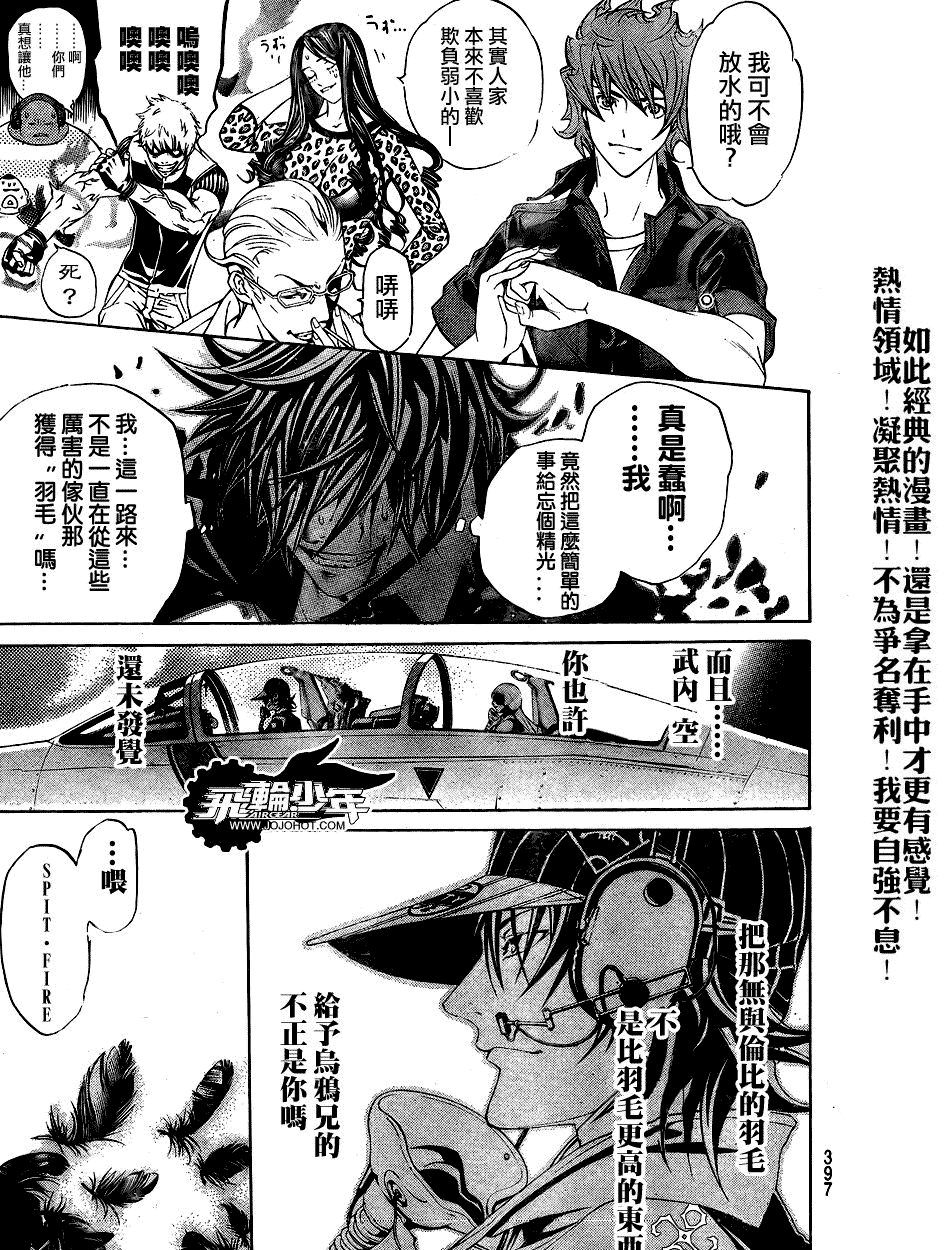 如此經典的漫畫！還是拿在手中才更有感覺！
熱情領域！凝聚熱情！不為爭名奪利！我要自強不息！
我可不會
放水的哦？
其實人家
本來不喜歡
欺負弱小的—
うず
うず…
哢哢
嗚噢噢
噢噢
噢噢
……啊
……你們
真想讓他…
死？
真是蠢啊…
……我
竟然把這麼簡單的
事給忘個精光...
我…這一路來…
不是一直在從這些
厲害的傢伙那
獲得“羽毛”嗎…
而且……
武內 空
你也許
還未發覺
飛輪少年
AIRGEAR
WWW.JOJOHOT.COM
把那無與倫比的羽毛
不
是比羽毛更高的東西
給予烏鴉兄的
不正是你嗎
…喂
SPIT・FIRE
397